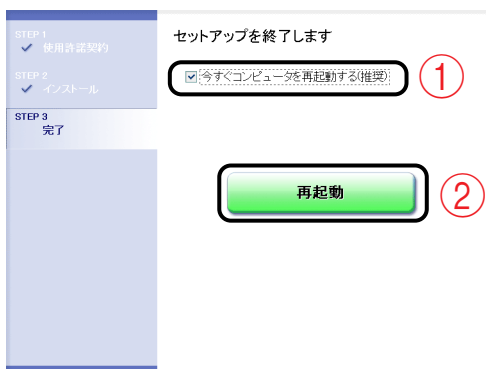 STEP 1
使用許諾契約
STEP 2
インストール
STEP 3
完了
セットアップを終了します
今すぐコンピュータを再起動する(推奨)
①
再起動
②